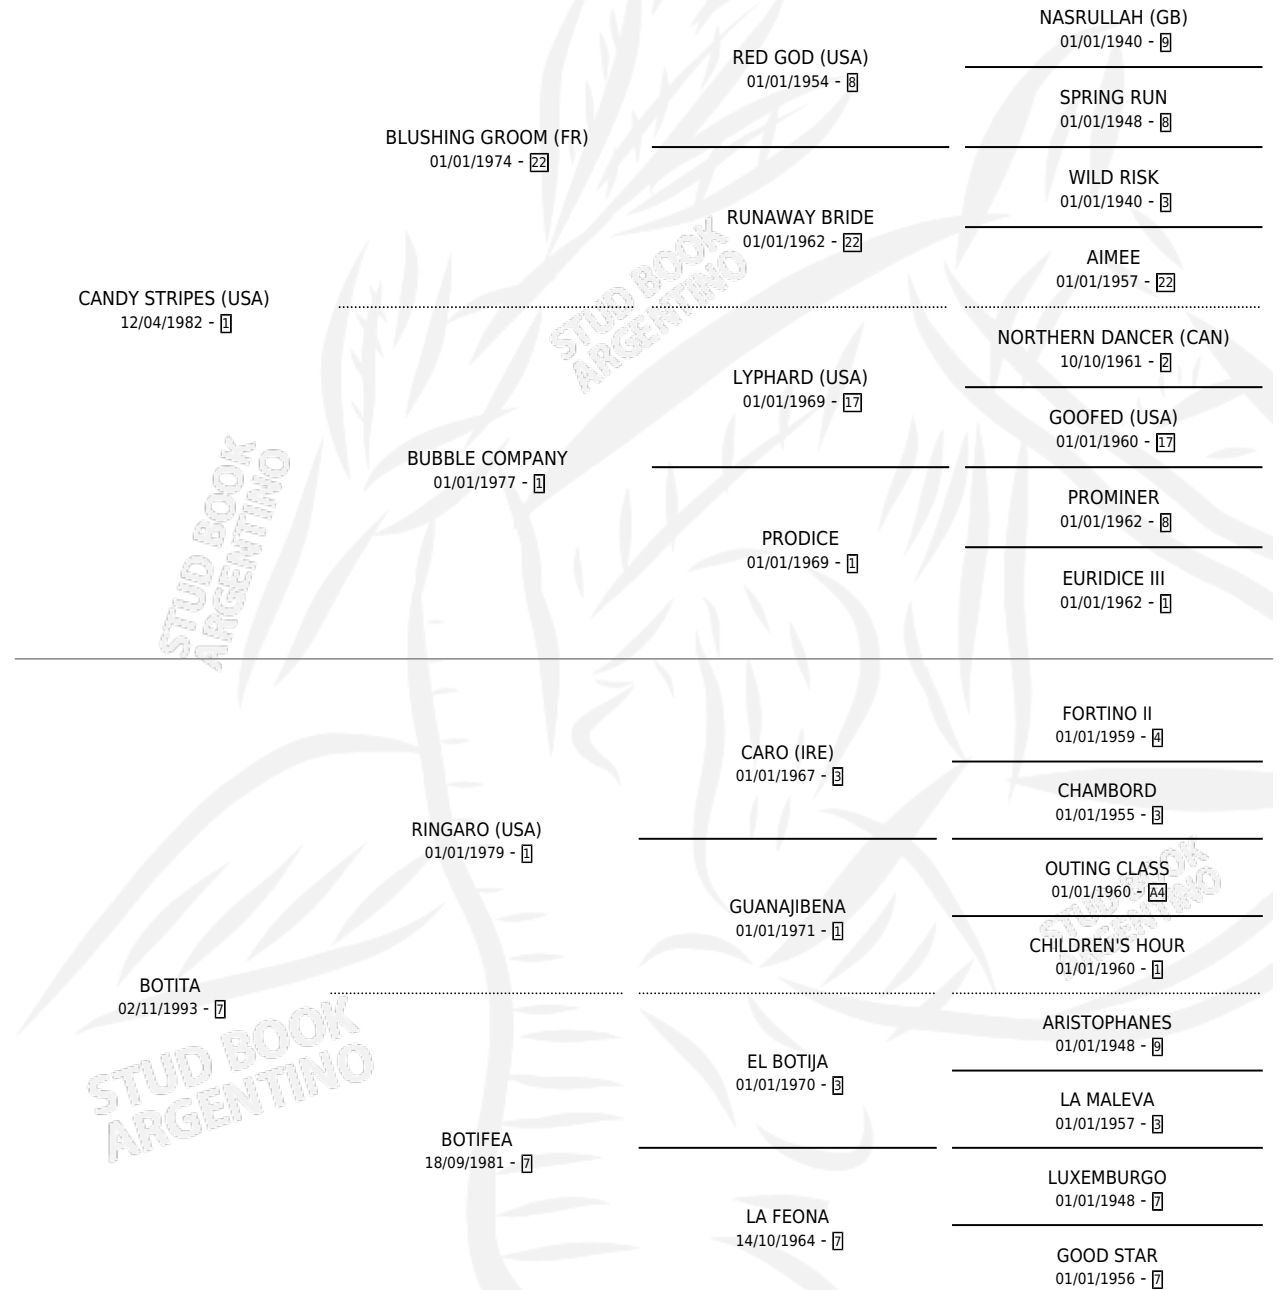 NASRULLAH (GB)
01/01/1940 - 9
RED GOD (USA)
01/01/1954 - 8
SPRING RUN
01/01/1948 - 8
BLUSHING GROOM (FR)
01/01/1974 - 22
WILD RISK
01/01/1940 - 3
RUNAWAY BRIDE
01/01/1962 - 22
AIMEE
01/01/1957 - 22
CANDY STRIPES (USA)
12/04/1982 - 1
NORTHERN DANCER (CAN)
10/10/1961 - 2
LYPHARD (USA)
01/01/1969 - 17
GOOFED (USA)
01/01/1960 - 17
BUBBLE COMPANY
01/01/1977 - 1
PROMINER
01/01/1962 - 8
PRODICE
01/01/1969 - 1
EURIDICE III
01/01/1962 - 1
STUD BOOK
ARGENTINO
STUD BOOK
ARGENTINO
FORTINO II
01/01/1959 - 4
CARO (IRE)
01/01/1967 - 3
CHAMBORD
01/01/1955 - 3
RINGARO (USA)
01/01/1979 - 1
OUTING CLASS
01/01/1960 - A4
GUANAJIBENA
01/01/1971 - 1
CHILDREN'S HOUR
01/01/1960 - 1
STUD BOOK
ARGENTINO
BOTITA
02/11/1993 - 7
ARISTOPHANES
01/01/1948 - 9
EL BOTIJA
01/01/1970 - 3
LA MALEVA
01/01/1957 - 3
BOTIFEA
18/09/1981 - 7
LUXEMBURGO
01/01/1948 - 7
LA FEONA
14/10/1964 - 7
GOOD STAR
01/01/1956 - 7
STUD BOOK
ARGENTINO